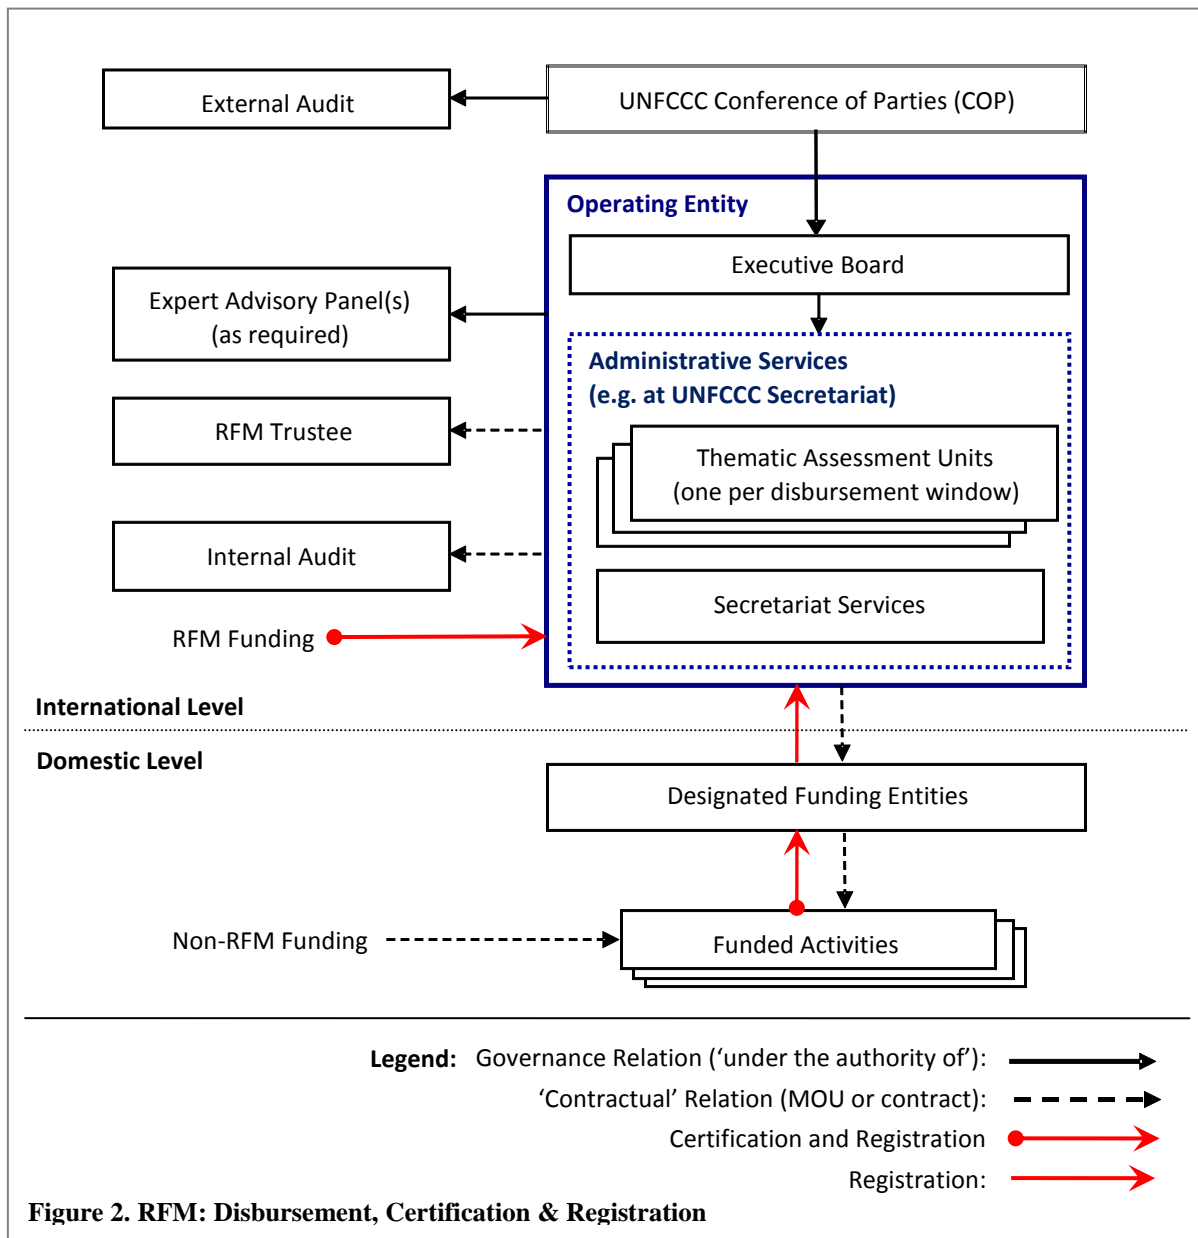 External Audit
UNFCCC Conference of Parties (COP)
Operating Entity
Executive Board
Expert Advisory Panel(s)
(as required)
Administrative Services
(e.g. at UNFCCC Secretariat)
RFM Trustee
Thematic Assessment Units
(one per disbursement window)
Internal Audit
Secretariat Services
RFM Funding
International Level
Domestic Level
Designated Funding Entities
Non-RFM Funding
Funded Activities
Legend: Governance Relation (‘under the authority of’):
‘Contractual’ Relation (MOU or contract):
Certification and Registration
Registration:
Figure 2. RFM: Disbursement, Certification & Registration